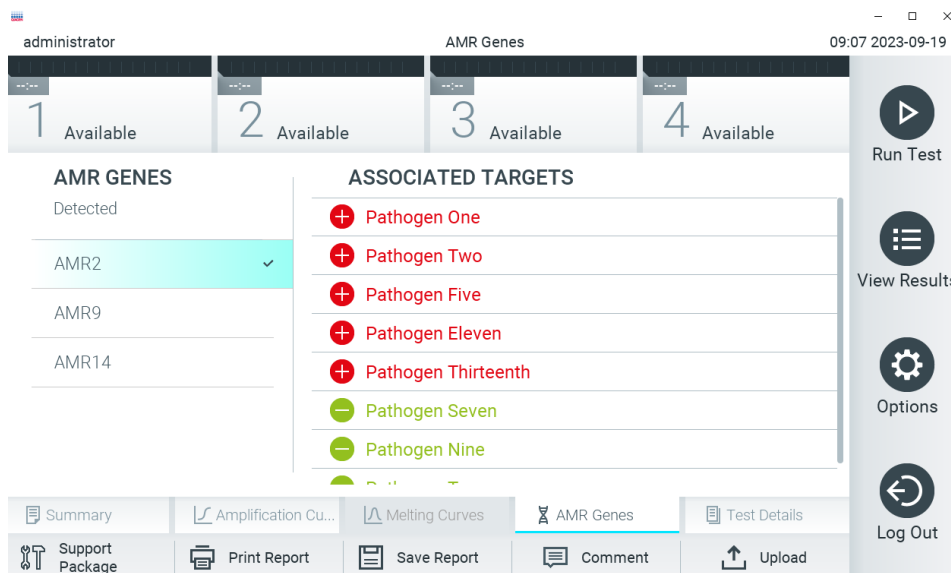 administrator
AMR Genes
09:07 2023-09-19
--:--
--:--
--:--
--:--
1 Available
2 Available
3 Available
4 Available
Run Test
AMR GENES
Detected
AMR2
AMR9
AMR14
ASSOCIATED TARGETS
Pathogen One
Pathogen Two
Pathogen Five
Pathogen Eleven
Pathogen Thirteenth
Pathogen Seven
Pathogen Nine
View Results
Options
Log Out
Summary
Amplification Cu...
Melting Curves
AMR Genes
Test Details
Support
Package
Print Report
Save Report
Comment
Upload